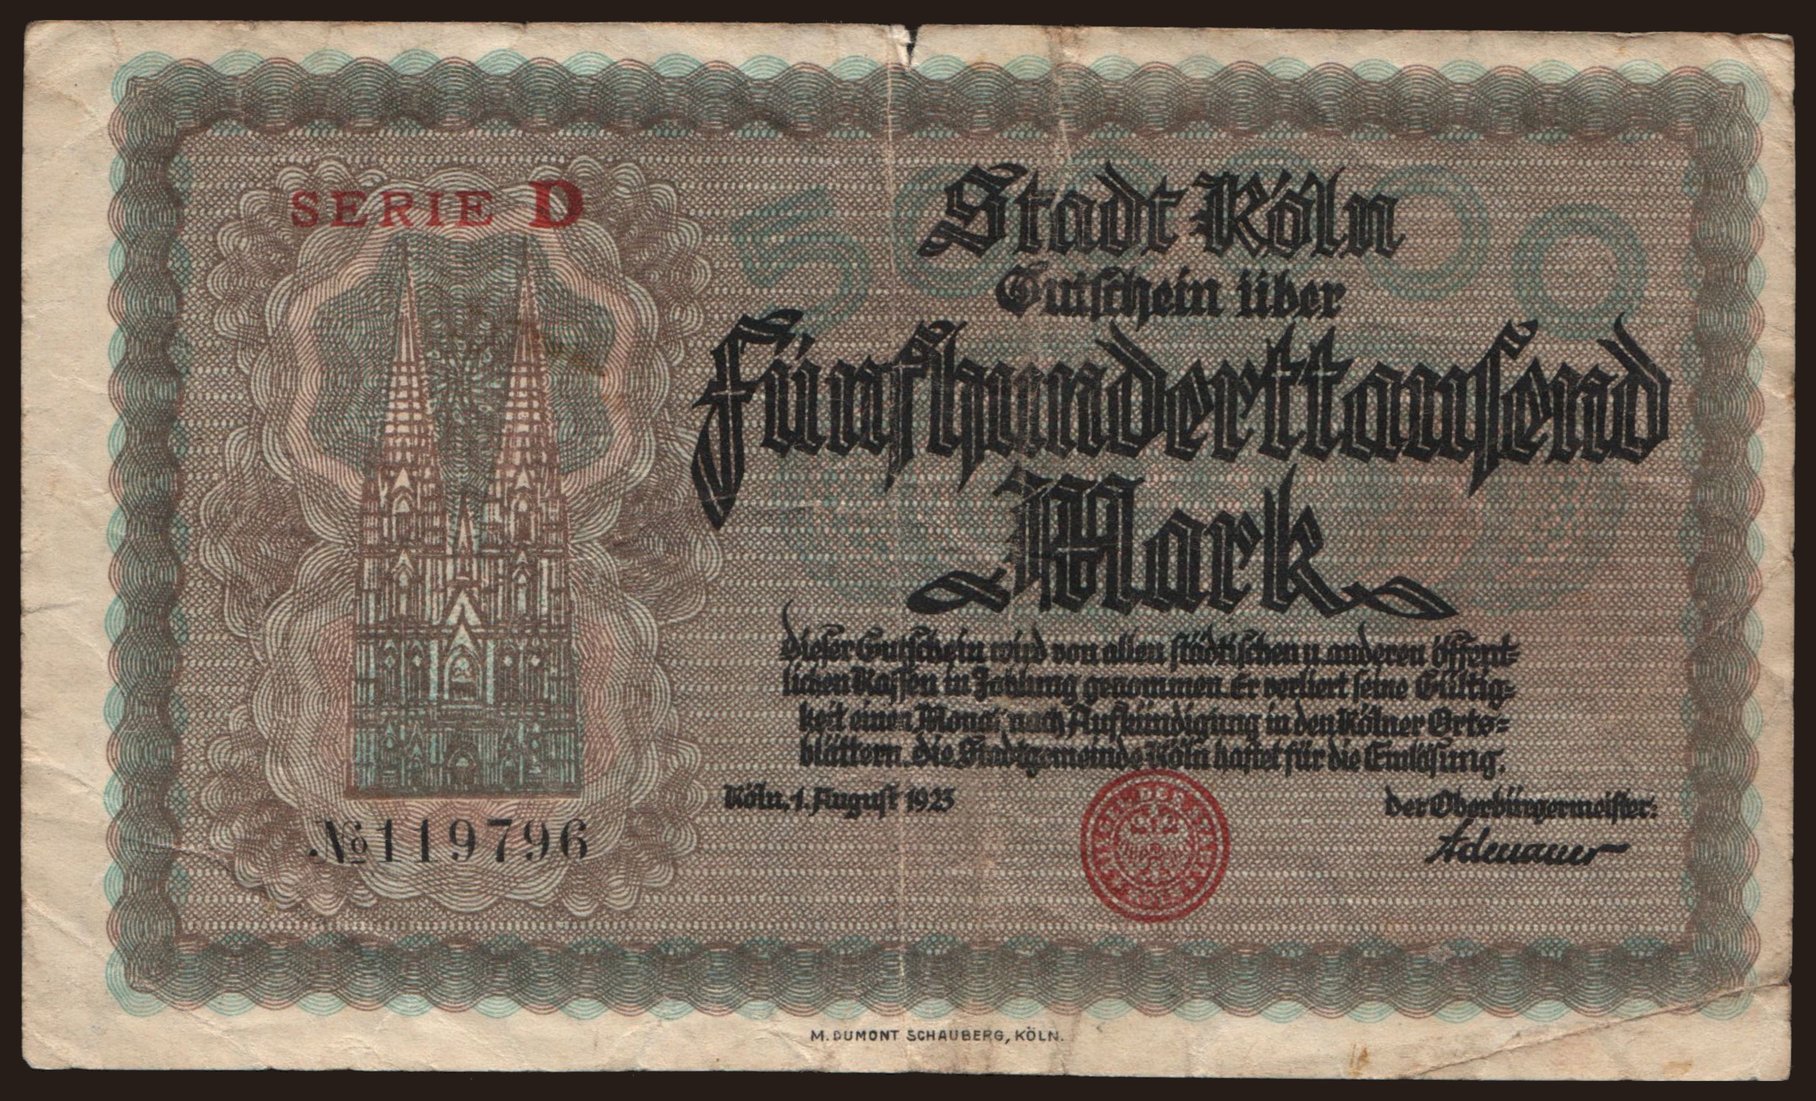 SERIE D
Stadt Köln
Gutschein über
Fünfhunderttausend
Mark
Dieser Gutschein wird von allen städtischen u. anderen öffent=
lichen Kassen in Zahlung genommen. Er verliert seine Gültig=
keit einen Monat nach Aufkündigung in den Kölner Orts=
blättern. Die Stadtgemeinde Köln haftet für die Einlösung.
Köln, 1. August 1923
der Oberbürgermeister:
Adenauer
№ 119796
M. DUMONT SCHAUBERG, KÖLN.